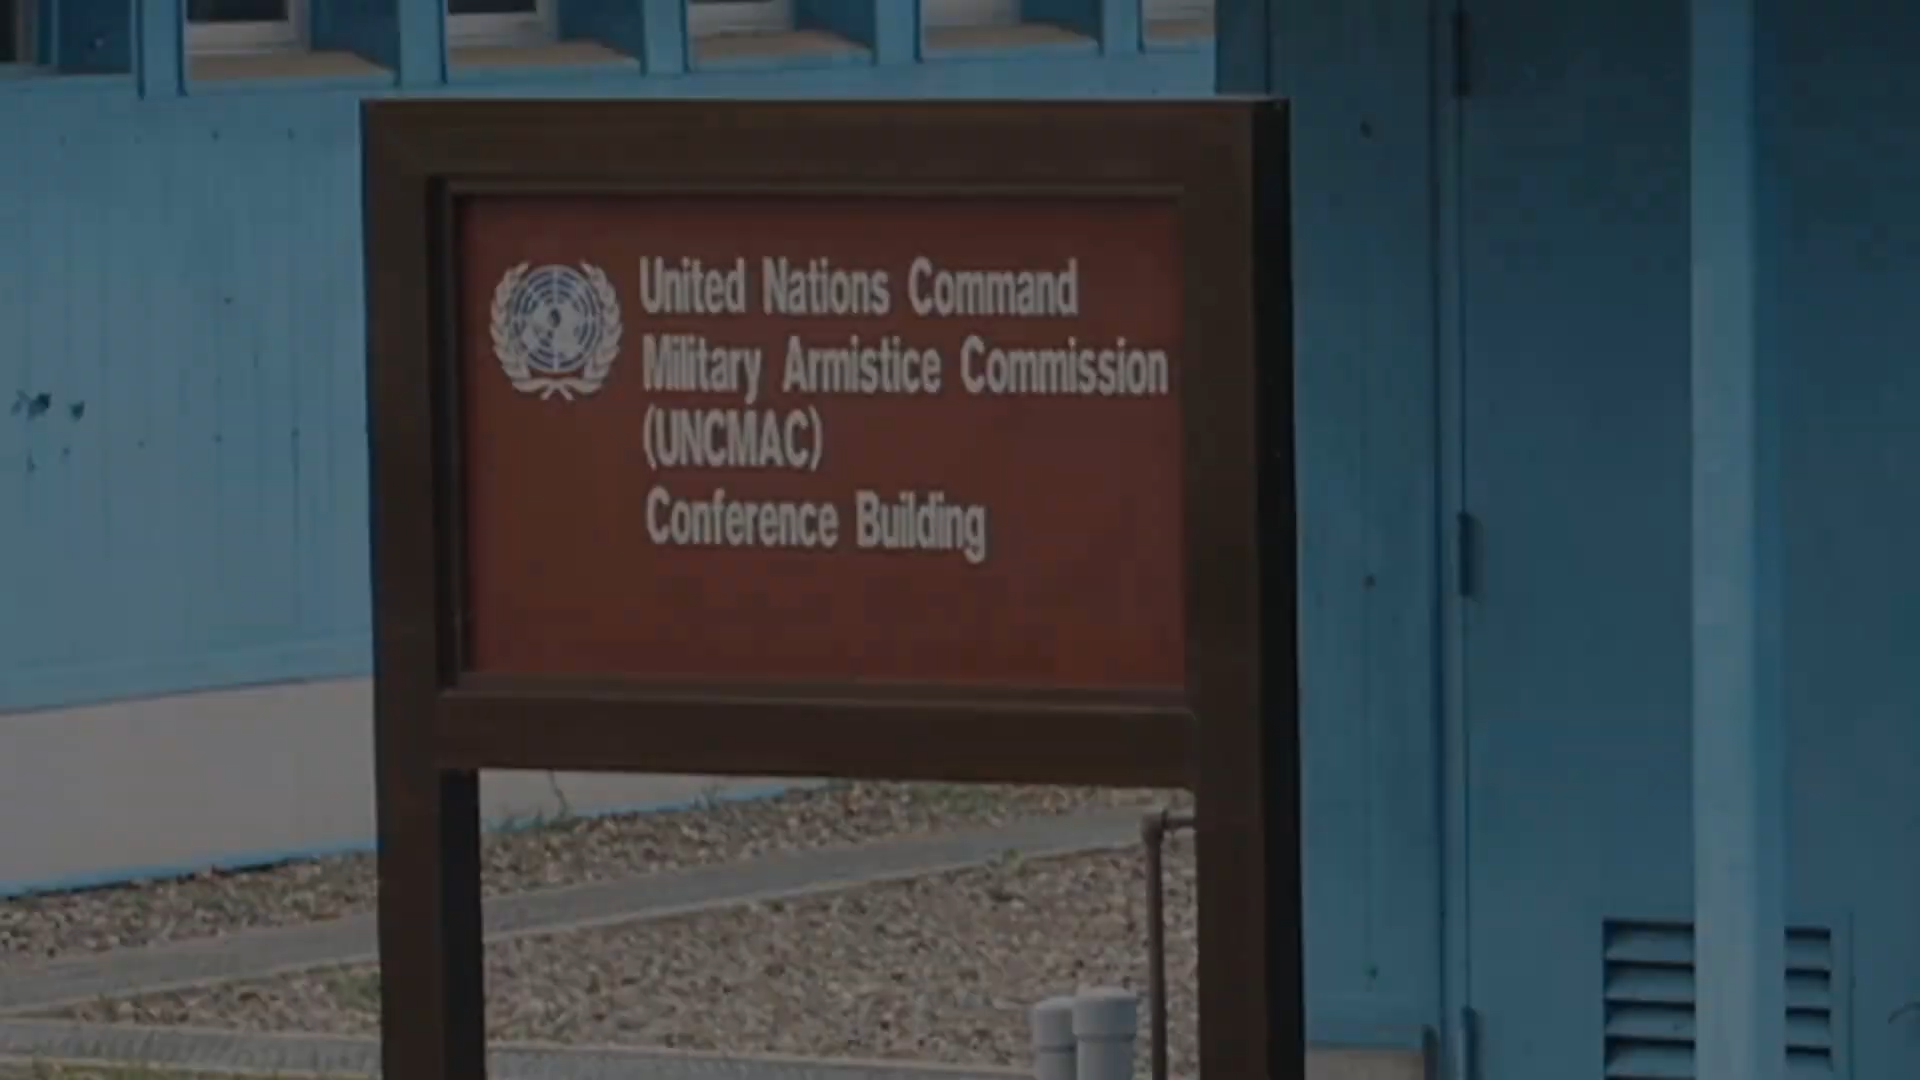 United Nations Command
Military Armistice Commission
(UNCMAC)
Conference Building